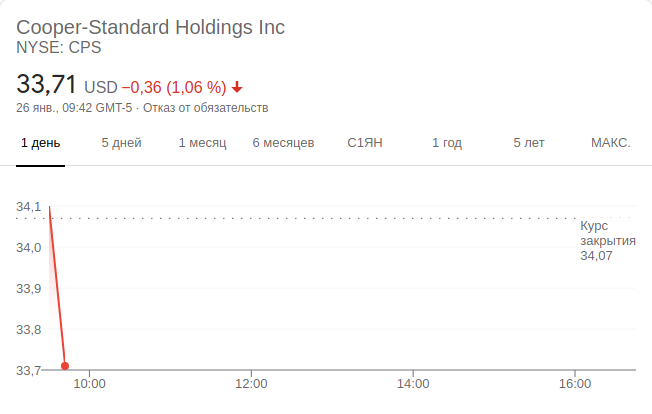 Cooper-Standard Holdings Inc
NYSE: CPS
33,71 USD −0,36 (1,06 %)
26 янв., 09:42 GMT-5 · Отказ от обязательств
1 день 5 дней 1 месяц 6 месяцев С1ЯН 1 год 5 лет МАКС.
34,1
Курс
закрытия
34,07
34,0
33,9
33,8
33,7
10:00 12:00 14:00 16:00